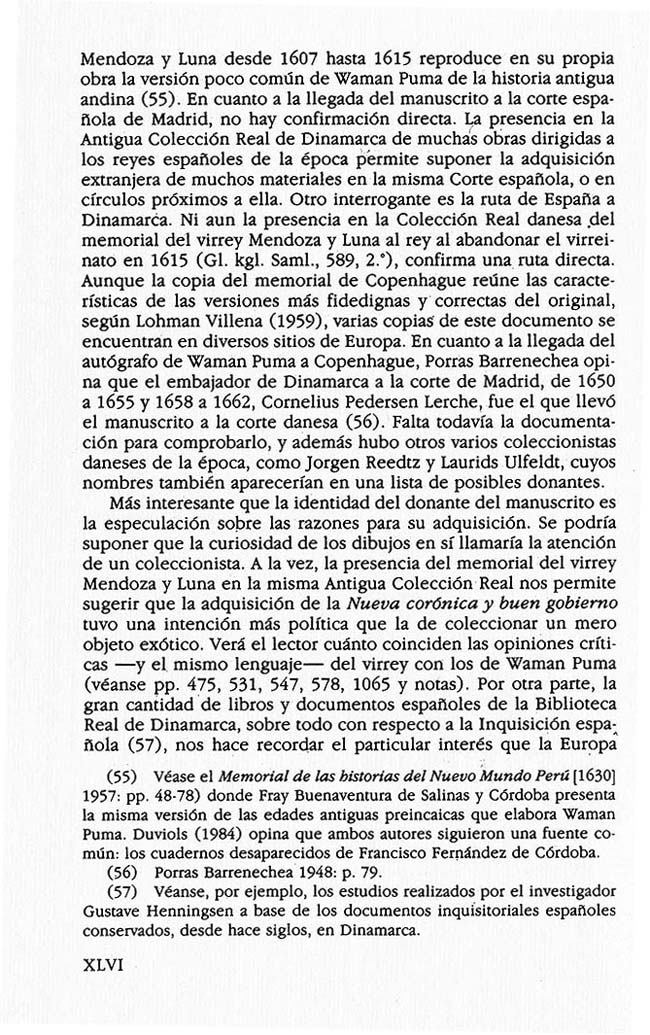 Mendoza y Luna desde 1607 hasta 1615 reproduce en su propia
obra la versión poco común de Waman Puma de la historia antigua
andina (55). En cuanto a la llegada del manuscrito a la corte espa-
ñola de Madrid, no hay confirmación directa. La presencia en la
Antigua Colección Real de Dinamarca de muchas obras dirigidas a
los reyes españoles de la época permite suponer la adquisición
extranjera de muchos materiales en la misma Corte española, o en
círculos próximos a ella. Otro interrogante es la ruta de España a
Dinamarca. Ni aun la presencia en la Colección Real danesa del
memorial del virrey Mendoza y Luna al rey al abandonar el virrei-
nato en 1615 (Gl. kgl. Saml., 589, 2.°), confirma una ruta directa.
Aunque la copia del memorial de Copenhague reúne las caracte-
rísticas de las versiones más fidedignas y correctas del original,
según Lohman Villena (1959), varias copias de este documento se
encuentran en diversos sitios de Europa. En cuanto a la llegada del
autógrafo de Waman Puma a Copenhague, Porras Barrenechea opi-
na que el embajador de Dinamarca a la corte de Madrid, de 1650
a 1655 y 1658 a 1662, Cornelius Pedersen Lerche, fue el que llevó
el manuscrito a la corte danesa (56). Falta todavía la documenta-
ción para comprobarlo, y además hubo otros varios coleccionistas
daneses de la época, como Jorgen Reedtz y Laurids Ulfeldt, cuyos
nombres también aparecerían en una lista de posibles donantes.
Más interesante que la identidad del donante del manuscrito es
la especulación sobre las razones para su adquisición. Se podría
suponer que la curiosidad de los dibujos en sí llamaría la atención
de un coleccionista. A la vez, la presencia del memorial del virrey
Mendoza y Luna en la misma Antigua Colección Real nos permite
sugerir que la adquisición de la Nueva corónica y buen gobierno
tuvo una intención más política que la de coleccionar un mero
objeto exótico. Verá el lector cuánto coinciden las opiniones críti-
cas —y el mismo lenguaje— del virrey con los de Waman Puma
(véanse pp. 475, 531, 547, 578, 1065 y notas). Por otra parte, la
gran cantidad de libros y documentos españoles de la Biblioteca
Real de Dinamarca, sobre todo con respecto a la Inquisición espa-
ñola (57), nos hace recordar el particular interés que la Europa
(55) Véase el Memorial de las historias del Nuevo Mundo Perú [1630]
1957: pp. 48-78) donde Fray Buenaventura de Salinas y Córdoba presenta
la misma versión de las edades antiguas preincaicas que elabora Waman
Puma. Duviols (1984) opina que ambos autores siguieron una fuente co-
mún: los cuadernos desaparecidos de Francisco Fernández de Córdoba.
(56) Porras Barrenechea 1948: p. 79.
(57) Véanse, por ejemplo, los estudios realizados por el investigador
Gustave Henningsen a base de los documentos inquisitoriales españoles
conservados, desde hace siglos, en Dinamarca.
XLVI